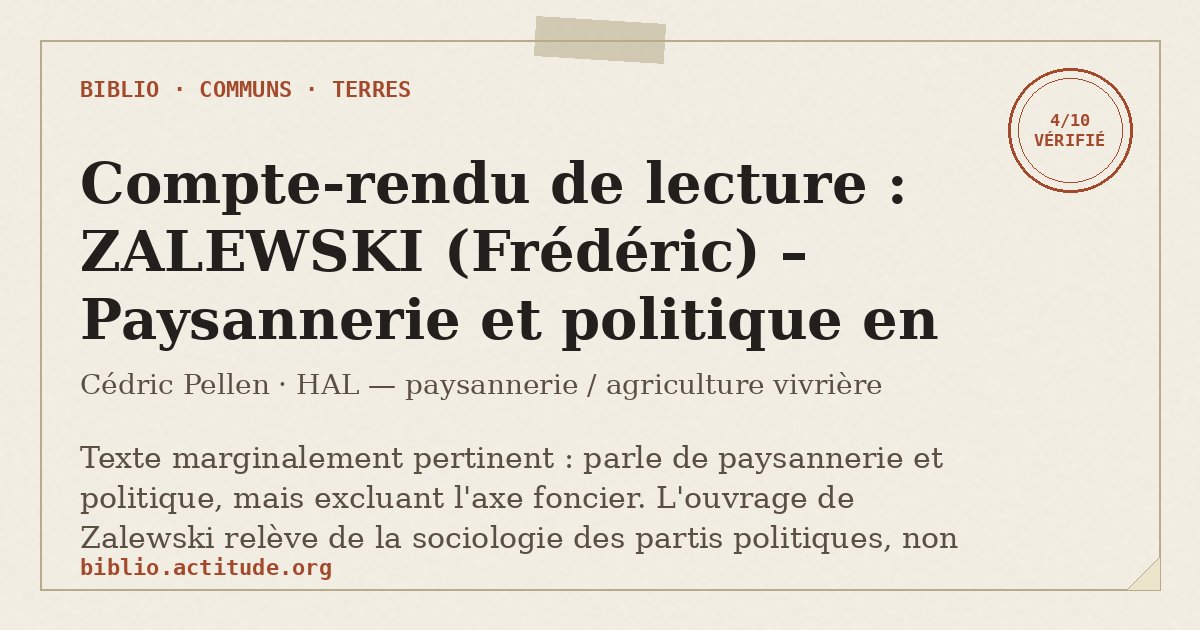 BIBLIO · COMMUNS · TERRES
4/10
VÉRIFIÉ
Compte-rendu de lecture :
ZALEWSKI (Frédéric) –
Paysannerie et politique en
Cédric Pellen · HAL — paysannerie / agriculture vivrière
Texte marginalement pertinent : parle de paysannerie et
politique, mais excluant l'axe foncier. L'ouvrage de
Zalewski relève de la sociologie des partis politiques, non
biblio.actitude.org